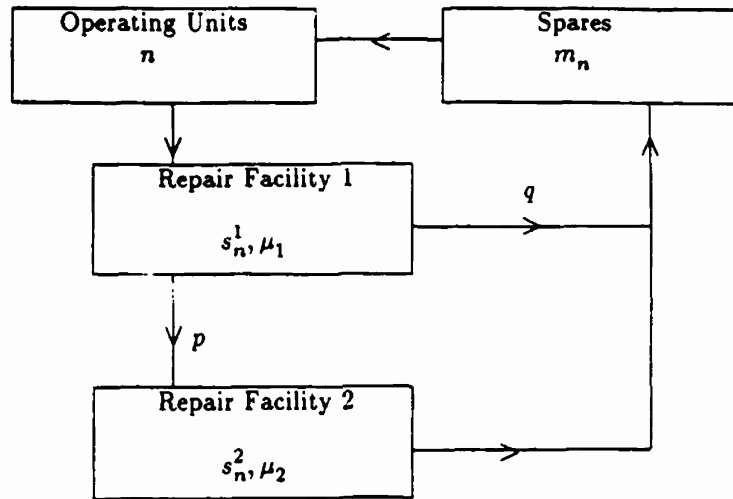 Operating Units
n
Spares
m_n
Repair Facility 1
s_n^1, μ_1
q
p
Repair Facility 2
s_n^2, μ_2